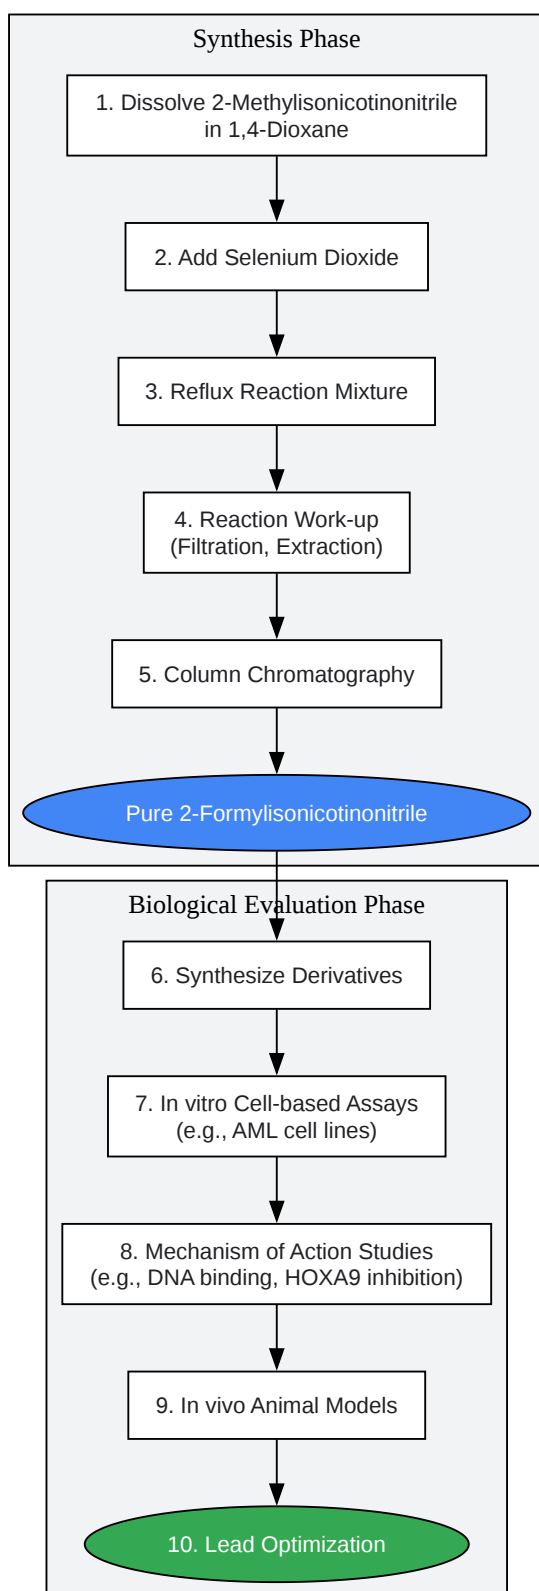 Synthesis Phase
1. Dissolve 2-Methylisonicotinonitrile
in 1,4-Dioxane
2. Add Selenium Dioxide
3. Reflux Reaction Mixture
4. Reaction Work-up
(Filtration, Extraction)
5. Column Chromatography
Pure 2-Formylisonicotinonitrile
Biological Evaluation Phase
6. Synthesize Derivatives
7. In vitro Cell-based Assays
(e.g., AML cell lines)
8. Mechanism of Action Studies
(e.g., DNA binding, HOXA9 inhibition)
9. In vivo Animal Models
10. Lead Optimization